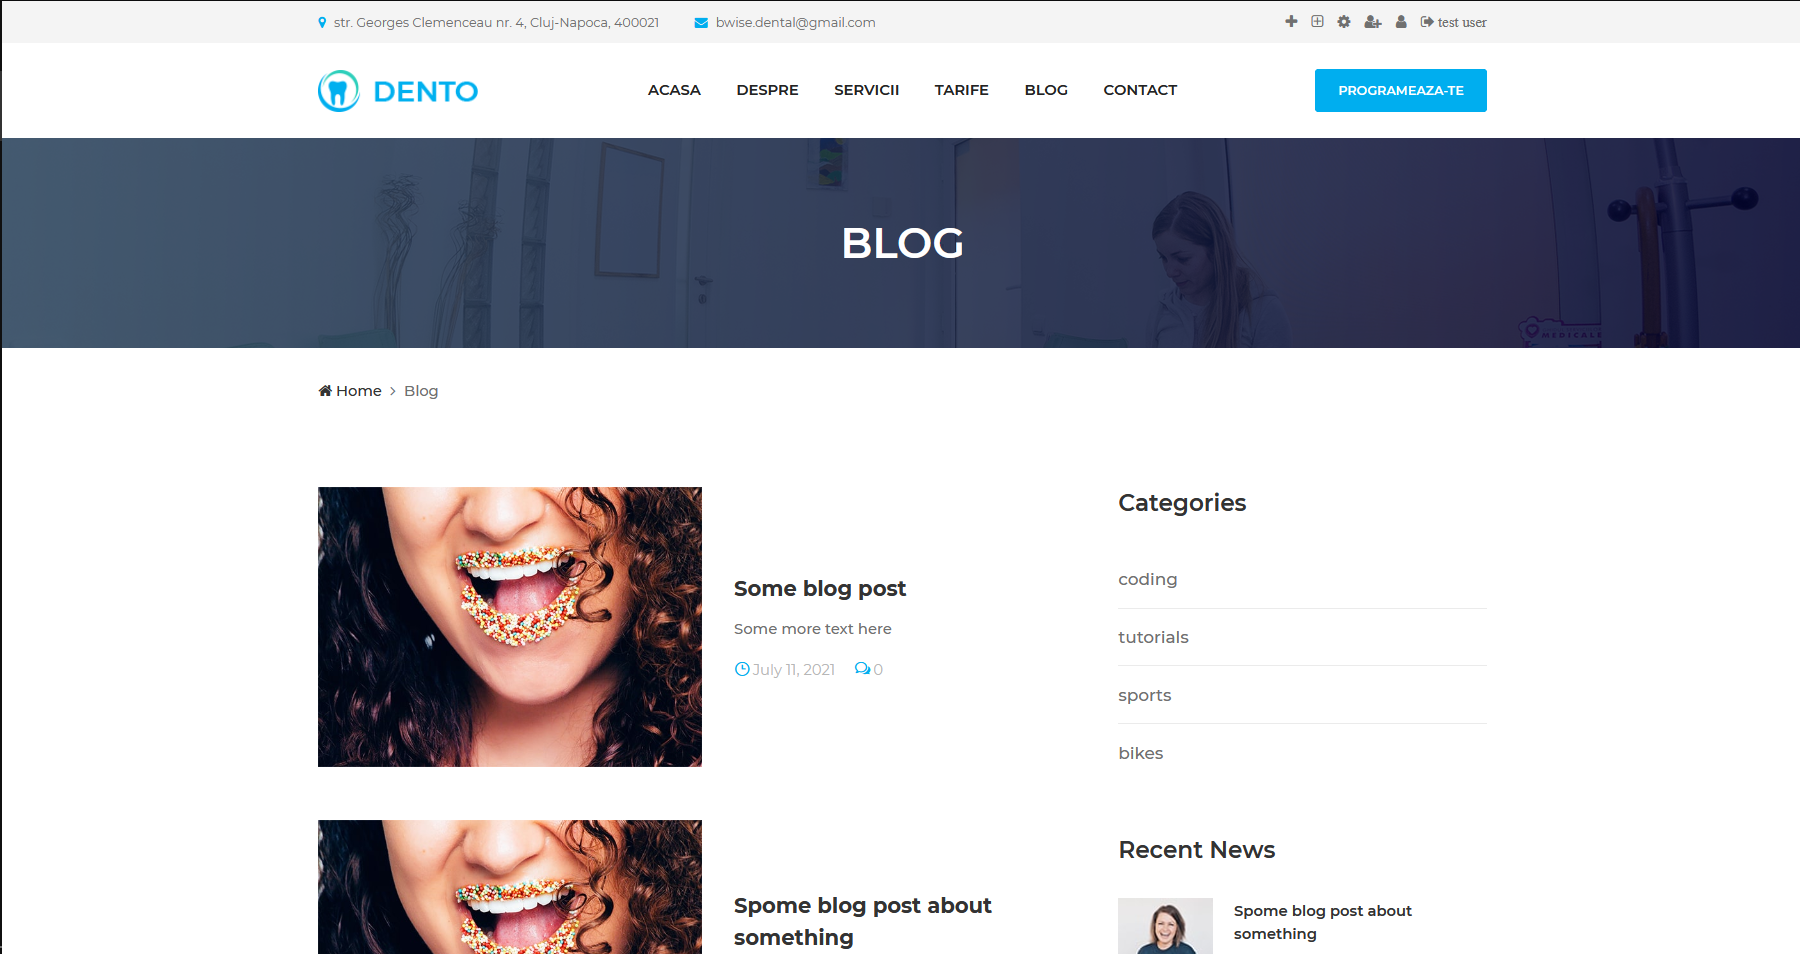 str. Georges Clemenceau nr. 4, Cluj-Napoca, 400021 bwise.dental@gmail.com test user
DENTO ACASA DESPRE SERVICII TARIFE BLOG CONTACT PROGRAMEAZA-TE
BLOG
MEDICALE
Home > Blog
Some blog post
Some more text here
July 11, 2021 0
Spome blog post about
something
Categories
coding
tutorials
sports
bikes
Recent News
Spome blog post about
something